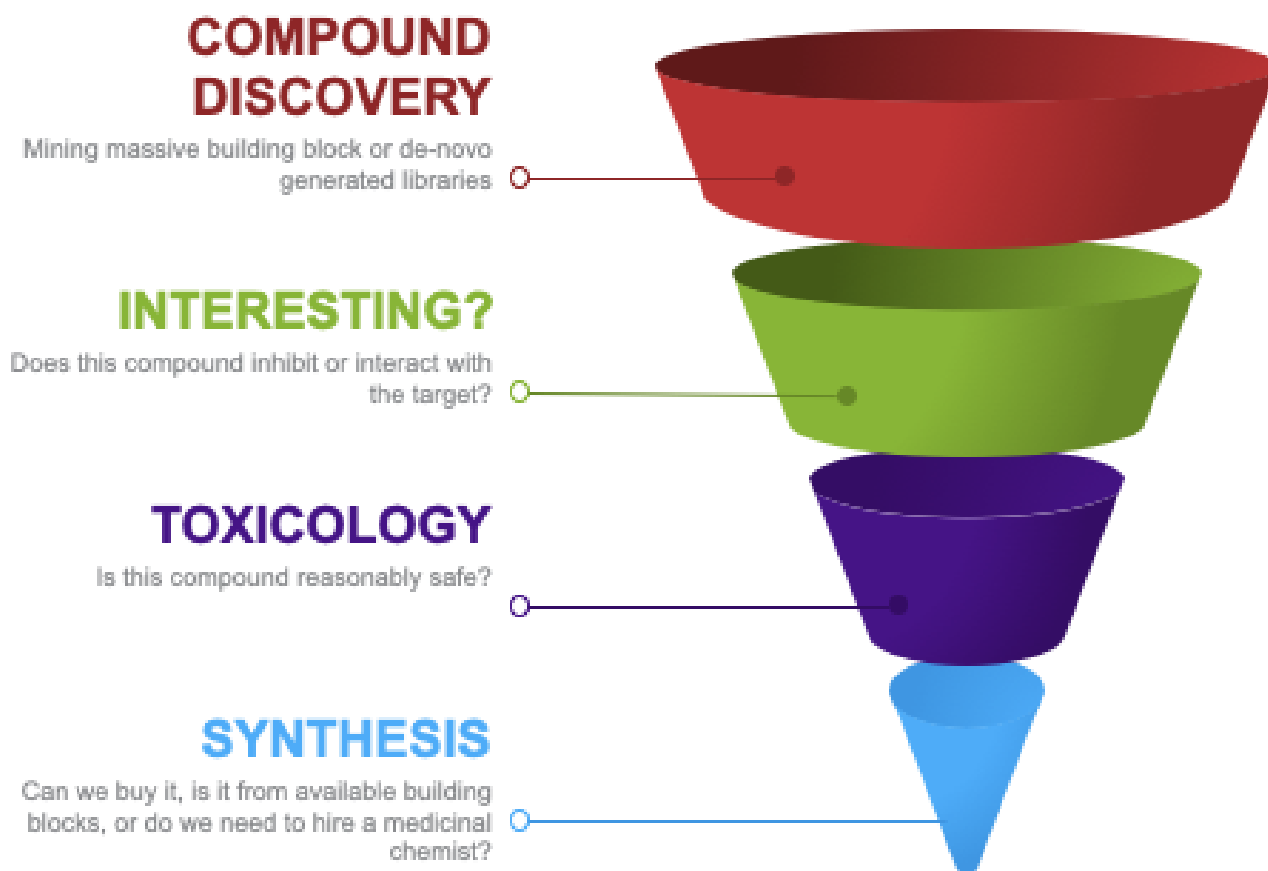 COMPOUND
DISCOVERY
Mining massive building block or de-novo
generated libraries
INTERESTING?
Does this compound inhibit or interact with
the target?
TOXICOLOGY
Is this compound reasonably safe?
SYNTHESIS
Can we buy it, is it from available building
blocks, or do we need to hire a medicinal
chemist?